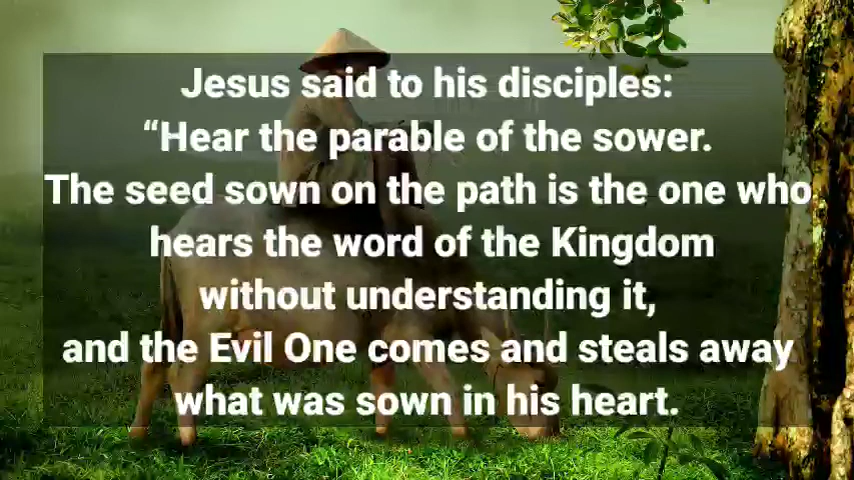 Jesus said to his disciples:
“Hear the parable of the sower.
The seed sown on the path is the one who
hears the word of the Kingdom
without understanding it,
and the Evil One comes and steals away
what was sown in his heart.